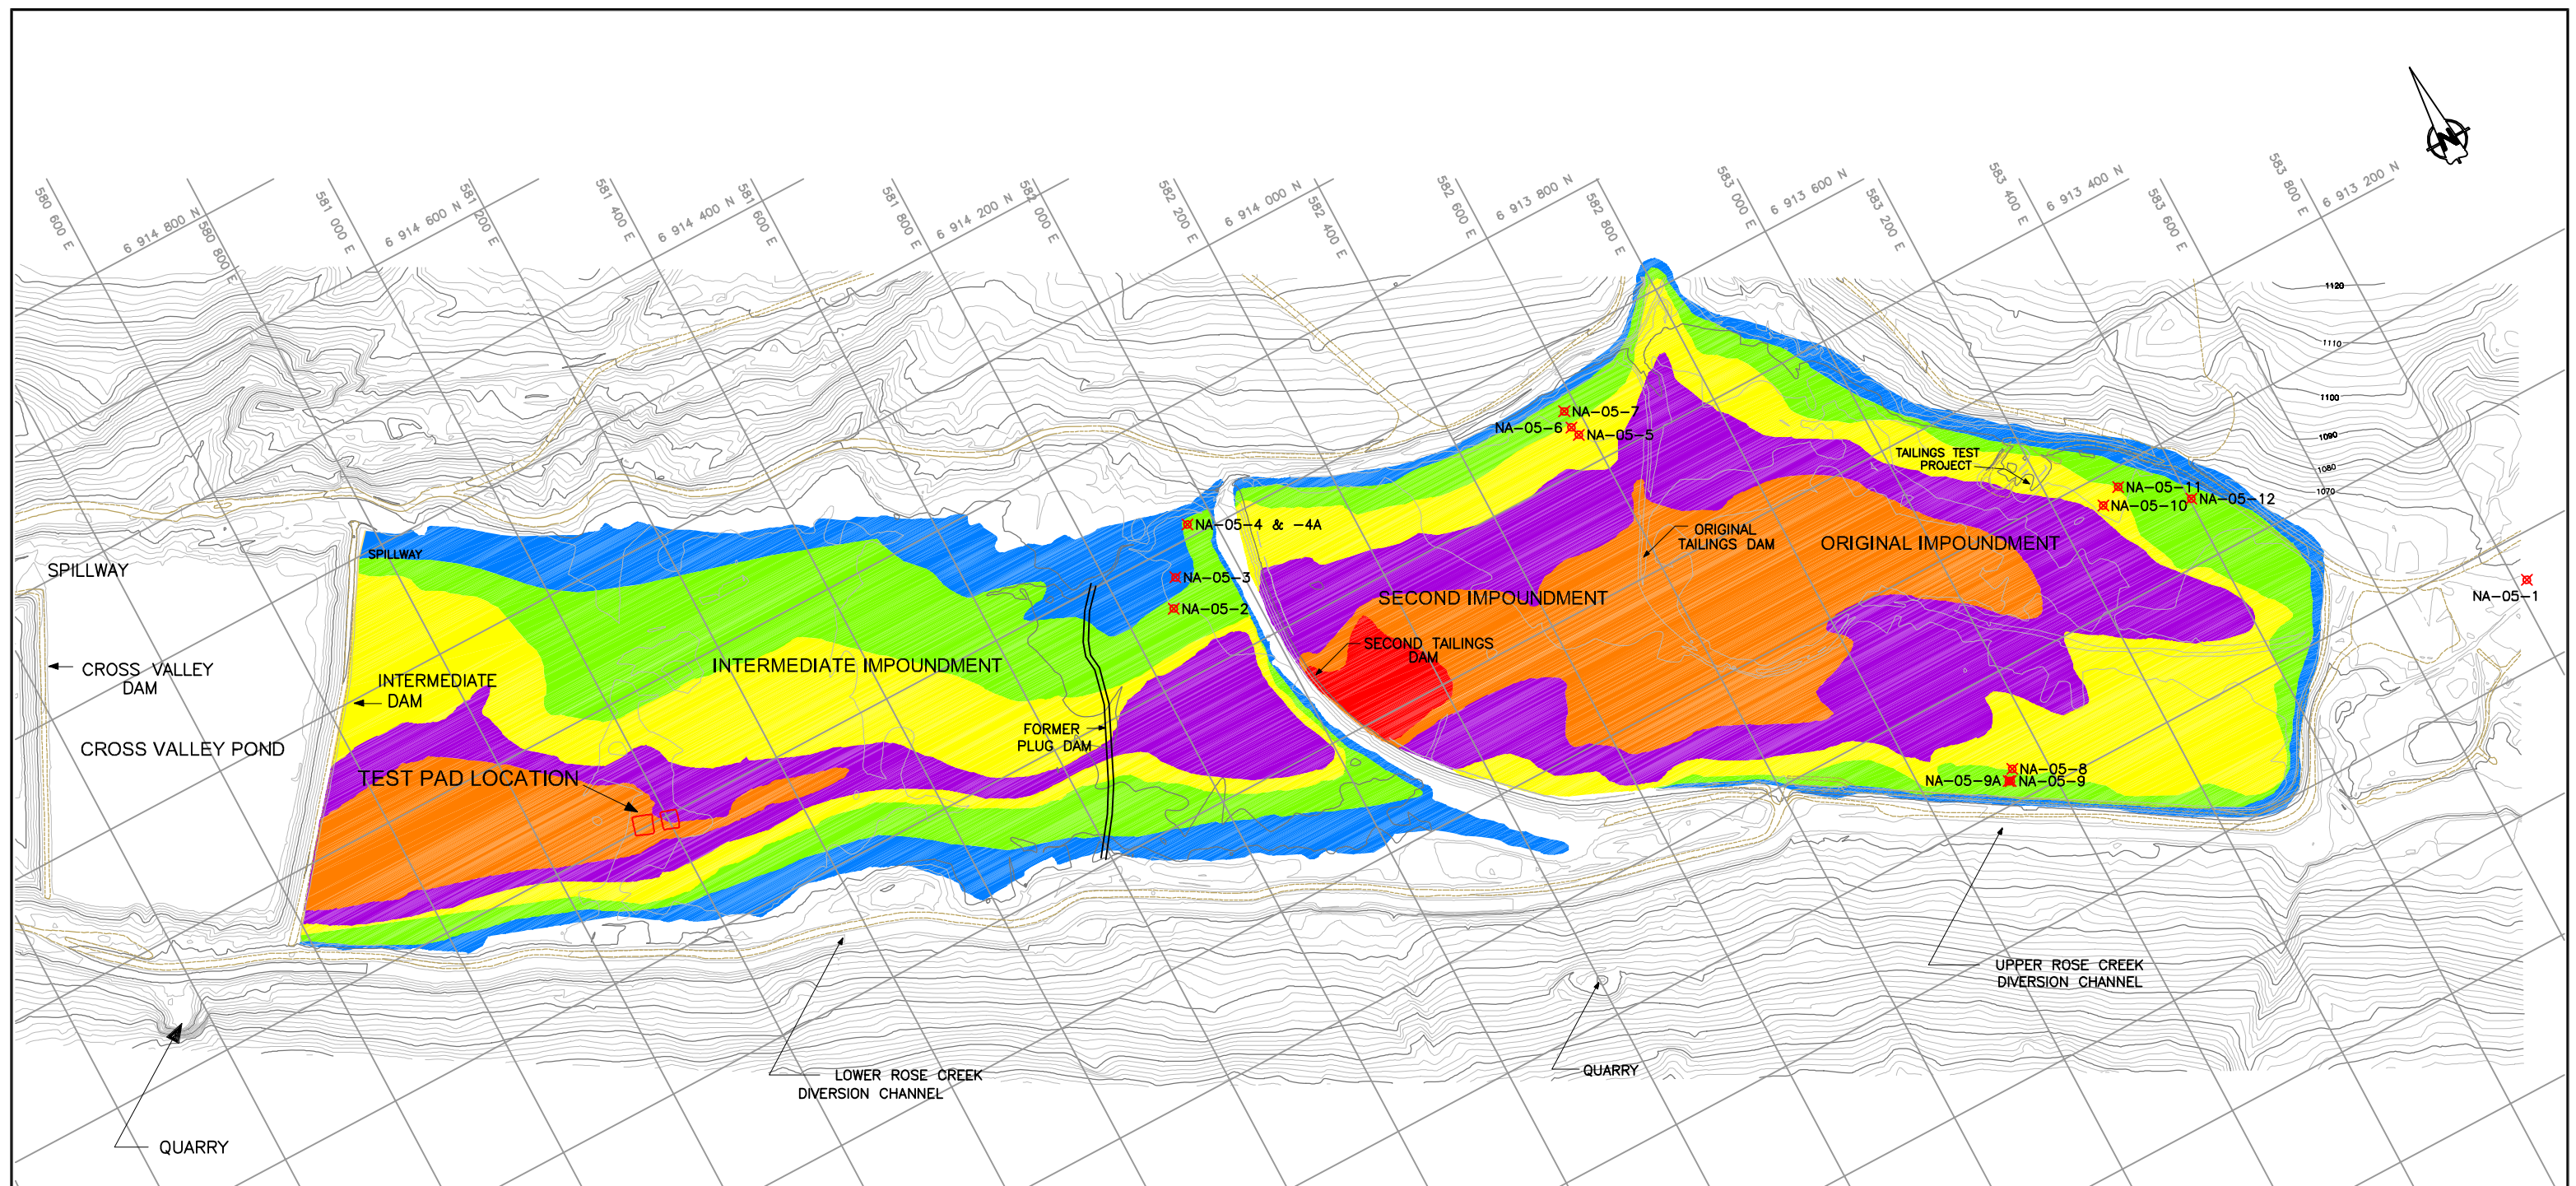 N
580 600 E
6 914 800 N
580 800 E
581 000 E
6 914 600 N
581 200 E
581 400 E
6 914 400 N
581 600 E
581 800 E
6 914 200 N
582 000 E
582 200 E
6 914 000 N
582 400 E
582 600 E
6 913 800 N
582 800 E
583 000 E
6 913 600 N
583 200 E
583 400 E
6 913 400 N
583 600 E
583 800 E
6 913 200 N
1120
1110
1100
1090
1080
1070
NA-05-7
NA-05-6
NA-05-5
TAILINGS TEST
PROJECT
NA-05-11
NA-05-12
NA-05-10
NA-05-4 & -4A
ORIGINAL
TAILINGS DAM
ORIGINAL IMPOUNDMENT
SPILLWAY
SPILLWAY
NA-05-3
NA-05-2
SECOND IMPOUNDMENT
NA-05-1
SECOND TAILINGS
DAM
CROSS VALLEY
DAM
INTERMEDIATE IMPOUNDMENT
INTERMEDIATE
DAM
FORMER
PLUG DAM
CROSS VALLEY POND
TEST PAD LOCATION
NA-05-8
NA-05-9A
NA-05-9
UPPER ROSE CREEK
DIVERSION CHANNEL
LOWER ROSE CREEK
DIVERSION CHANNEL
QUARRY
QUARRY